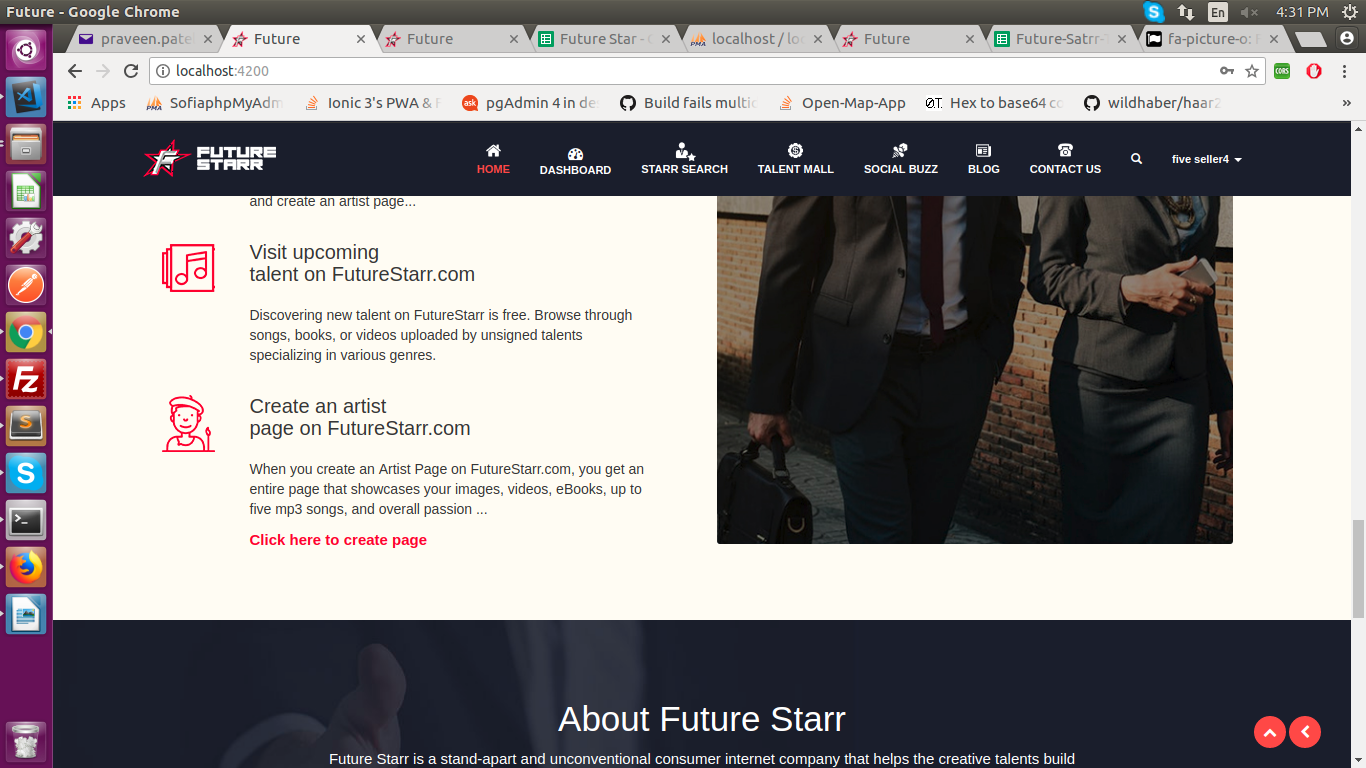 Future - Google Chrome
En
4:31 PM
praveen.pate
Future
Future
Future Star -
localhost / loc
Future
Future-Satrr-
fa-picture-o:
localhost:4200
CORS
Apps
SofiaphpMyAdm
Ionic 3's PWA &
ask
pgAdmin 4 in de
Build fails multi
Open-Map-App
Hex to base64 co
wildhaber/haar
»
FUTURE
STARR
HOME
DASHBOARD
STARR SEARCH
TALENT MALL
SOCIAL BUZZ
BLOG
CONTACT US
five seller4
and create an artist page...
Visit upcoming
talent on FutureStarr.com
Discovering new talent on FutureStarr is free. Browse through
songs, books, or videos uploaded by unsigned talents
specializing in various genres.
Create an artist
page on FutureStarr.com
When you create an Artist Page on FutureStarr.com, you get an
entire page that showcases your images, videos, eBooks, up to
five mp3 songs, and overall passion ...
Click here to create page
About Future Starr
Future Starr is a stand-apart and unconventional consumer internet company that helps the creative talents build